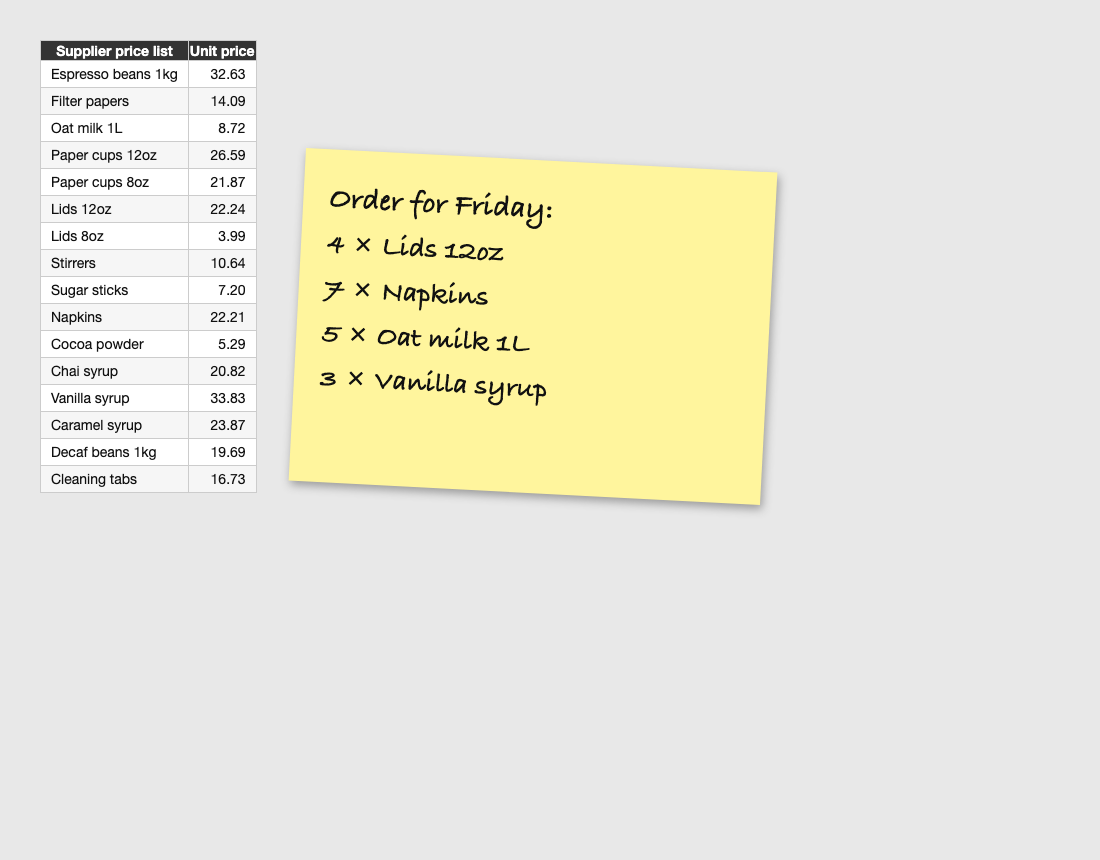 Supplier price list Unit price
Espresso beans 1kg 32.63
Filter papers 14.09
Oat milk 1L 8.72
Paper cups 12oz 26.59
Paper cups 8oz 21.87
Lids 12oz 22.24
Lids 8oz 3.99
Stirrers 10.64
Sugar sticks 7.20
Napkins 22.21
Cocoa powder 5.29
Chai syrup 20.82
Vanilla syrup 33.83
Caramel syrup 23.87
Decaf beans 1kg 19.69
Cleaning tabs 16.73
Order for Friday:
4 × Lids 12oz
7 × Napkins
5 × Oat milk 1L
3 × Vanilla syrup